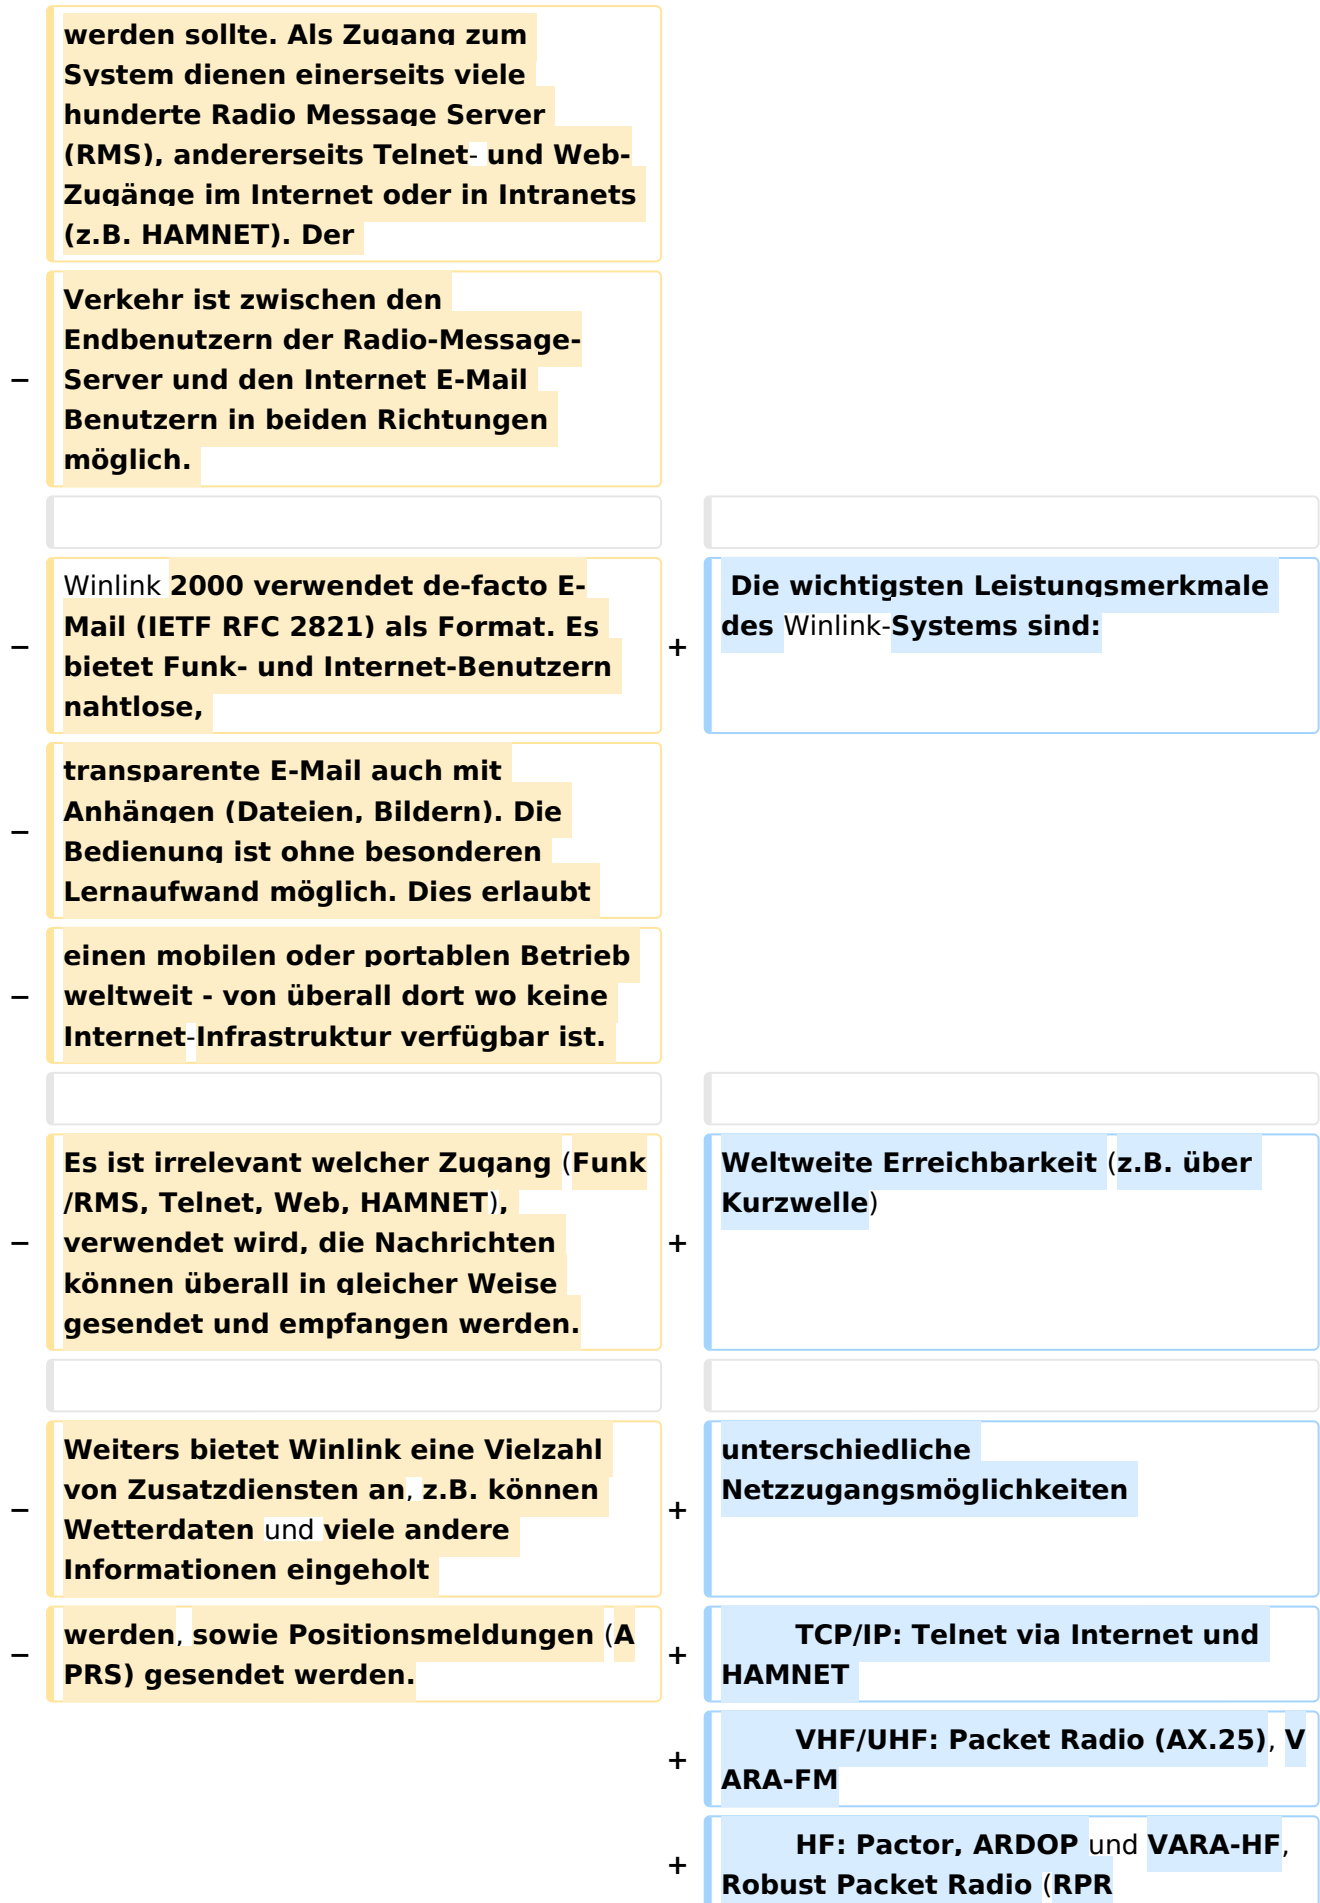 werden sollte. Als Zugang zum
System dienen einerseits viele
hunderte Radio Message Server
(RMS), andererseits Telnet- und Web-
Zugänge im Internet oder in Intranets
(z.B. HAMNET). Der
Verkehr ist zwischen den
Endbenutzern der Radio-Message-
− Server und den Internet E-Mail
Benutzern in beiden Richtungen
möglich.
Winlink 2000 verwendet de-facto E-
Mail (IETF RFC 2821) als Format. Es
− bietet Funk- und Internet-Benutzern
nahtlose,
+ Die wichtigsten Leistungsmerkmale
des Winlink-Systems sind:
transparente E-Mail auch mit
− Anhängen (Dateien, Bildern). Die
Bedienung ist ohne besonderen
Lernaufwand möglich. Dies erlaubt
einen mobilen oder portablen Betrieb
− weltweit - von überall dort wo keine
Internet-Infrastruktur verfügbar ist.
Es ist irrelevant welcher Zugang (Funk
/RMS, Telnet, Web, HAMNET),
− verwendet wird, die Nachrichten
können überall in gleicher Weise
gesendet und empfangen werden.
+ Weltweite Erreichbarkeit (z.B. über
Kurzwelle)
Weiters bietet Winlink eine Vielzahl
− von Zusatzdiensten an, z.B. können
Wetterdaten und viele andere
Informationen eingeholt
+ unterschiedliche
Netzzugangsmöglichkeiten
− werden, sowie Positionsmeldungen (A
PRS) gesendet werden.
+ TCP/IP: Telnet via Internet und
HAMNET
+ VHF/UHF: Packet Radio (AX.25), V
ARA-FM
+ HF: Pactor, ARDOP und VARA-HF,
Robust Packet Radio (RPR